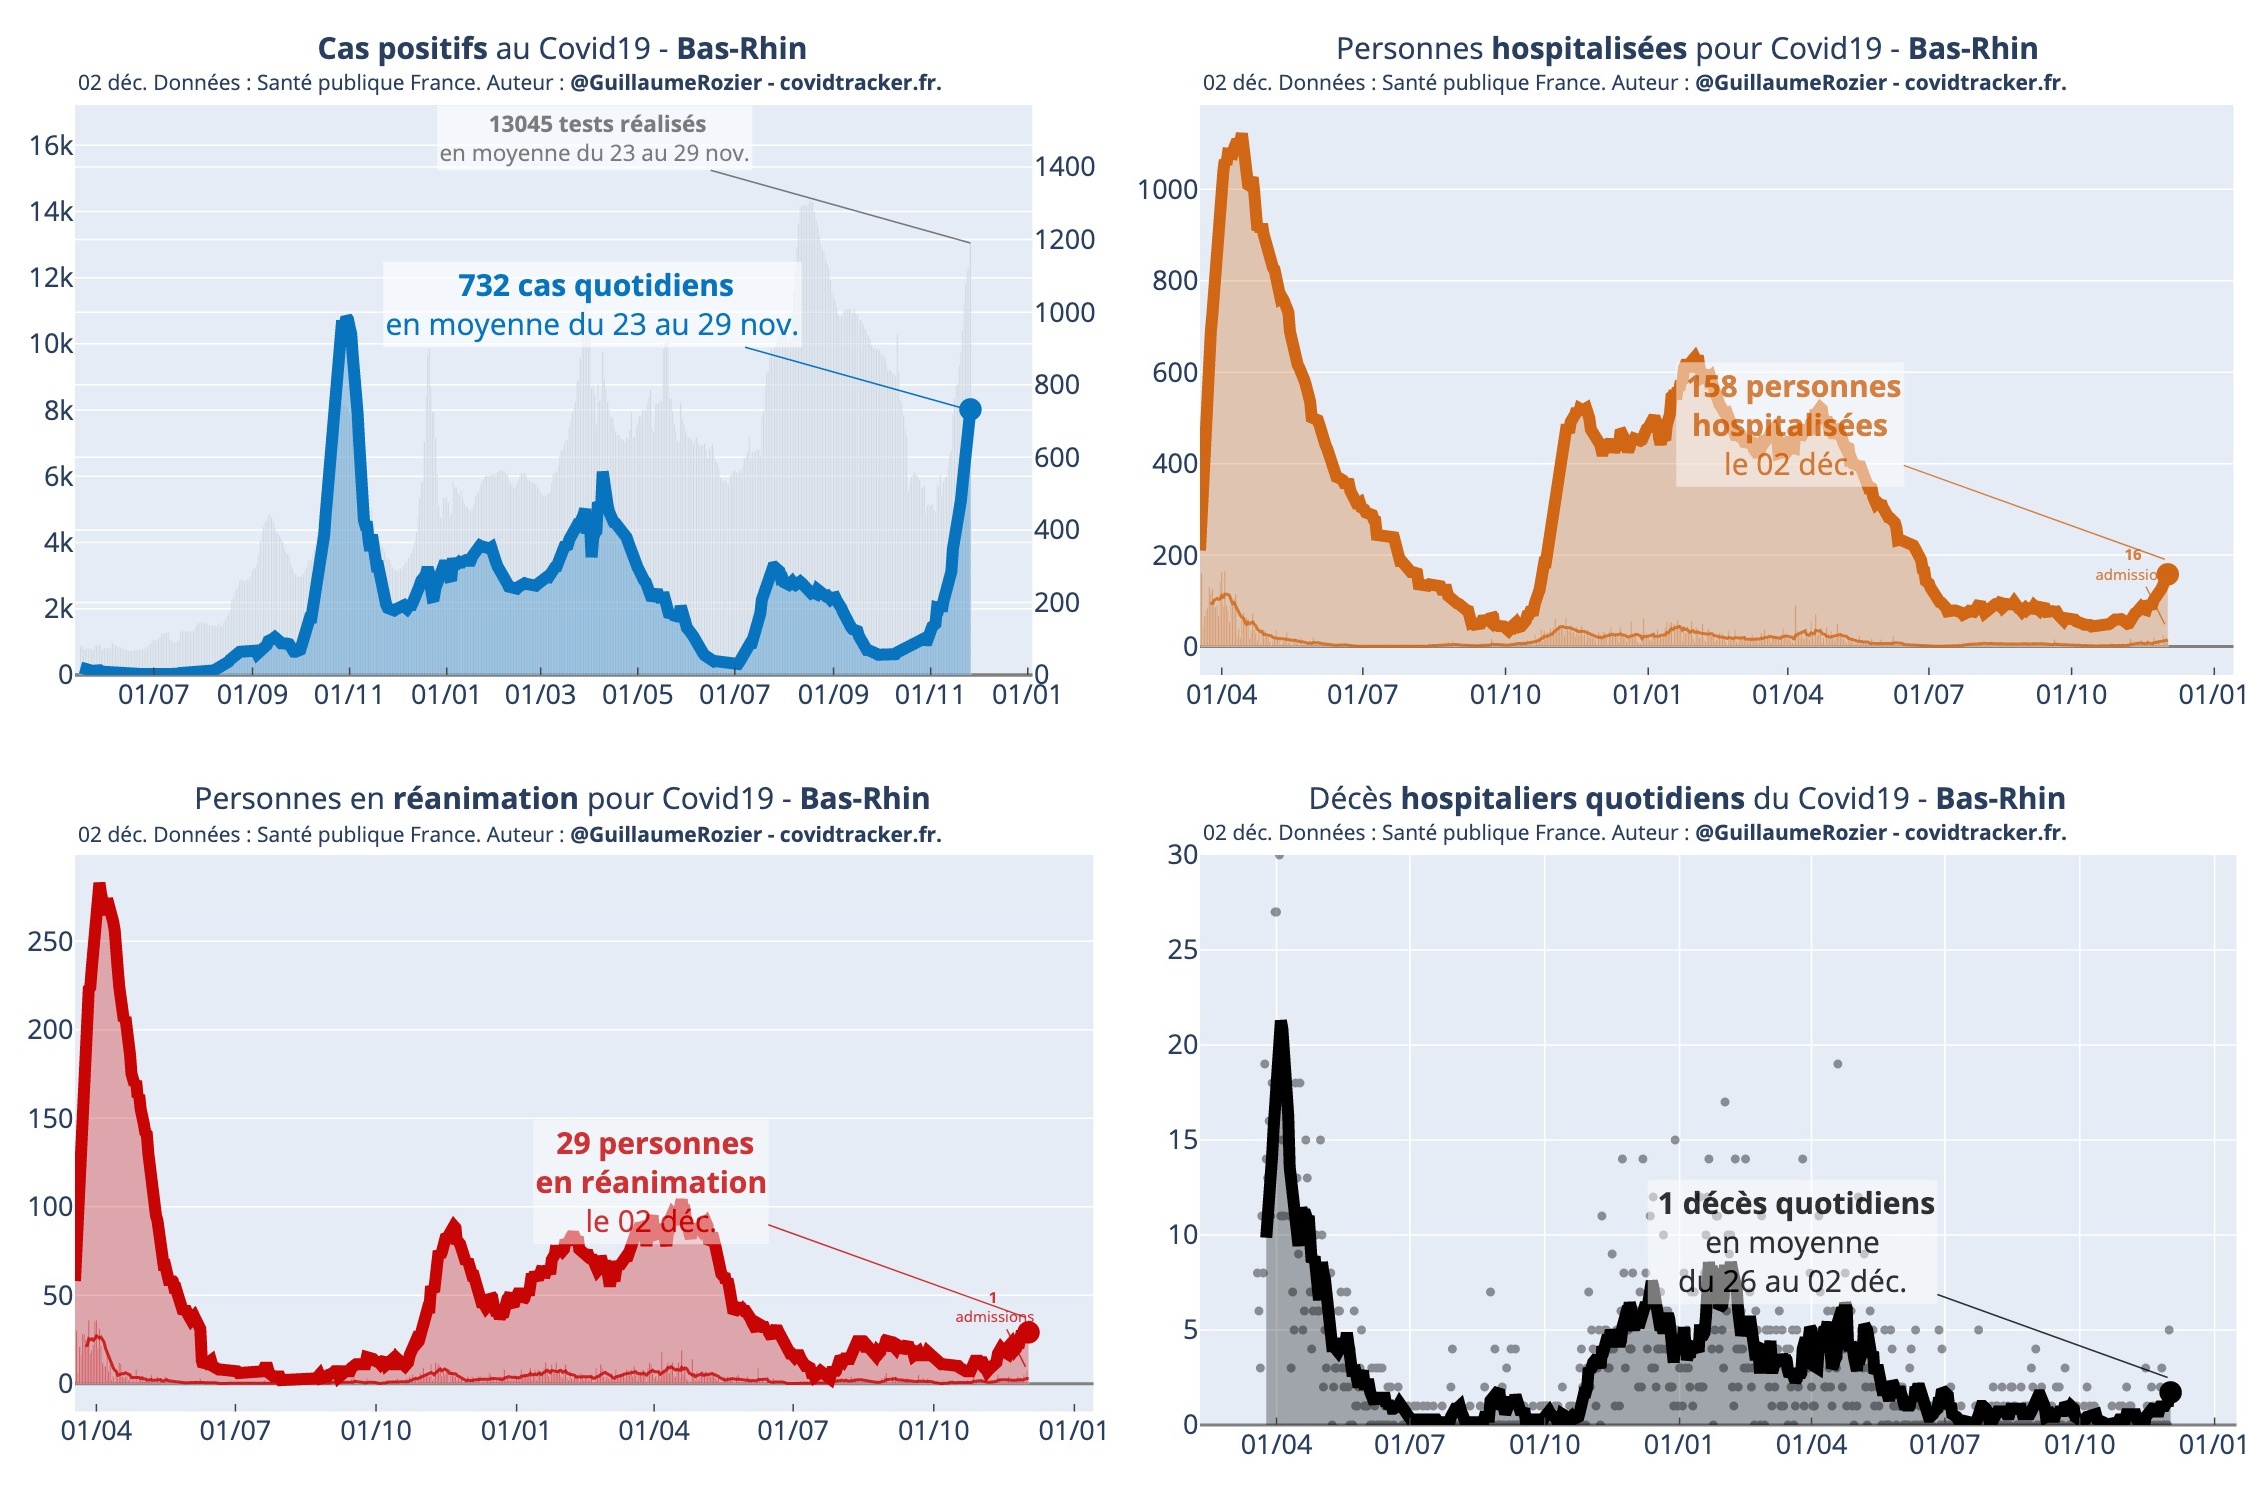 Cas positifs au Covid19 - Bas-Rhin
02 déc. Données : Santé publique France. Auteur : @GuillaumeRozier - covidtracker.fr.
13045 tests réalisés
en moyenne du 23 au 29 nov.
732 cas quotidiens
en moyenne du 23 au 29 nov.
16k
14k
12k
10k
8k
6k
4k
2k
0
1400
1200
1000
800
600
400
200
0
01/07 01/09 01/11 01/01 01/03 01/05 01/07 01/09 01/11 01/01
Personnes hospitalisées pour Covid19 - Bas-Rhin
02 déc. Données : Santé publique France. Auteur : @GuillaumeRozier - covidtracker.fr.
1000
800
600
400
200
0
158 personnes
hospitalisées
le 02 déc.
16
admissio
01/04 01/07 01/10 01/01 01/04 01/07 01/10 01/01
Personnes en réanimation pour Covid19 - Bas-Rhin
02 déc. Données : Santé publique France. Auteur : @GuillaumeRozier - covidtracker.fr.
250
200
150
100
50
0
29 personnes
en réanimation
le 02 déc.
1
admissions
01/04 01/07 01/10 01/01 01/04 01/07 01/10 01/01
Décès hospitaliers quotidiens du Covid19 - Bas-Rhin
02 déc. Données : Santé publique France. Auteur : @GuillaumeRozier - covidtracker.fr.
30
25
20
15
10
5
0
1 décès quotidiens
en moyenne
du 26 au 02 déc.
01/04 01/07 01/10 01/01 01/04 01/07 01/10 01/01